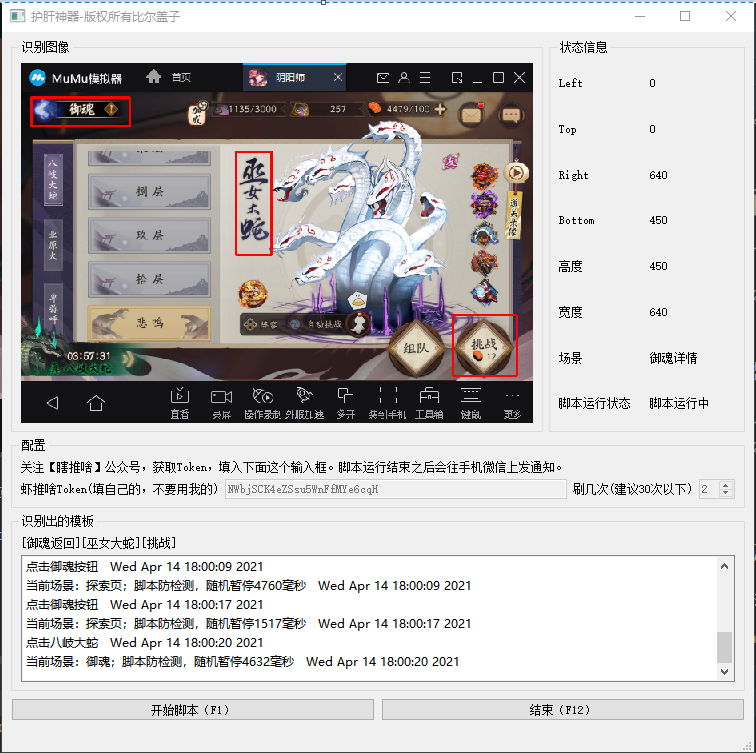 护肝神器-版权所有比尔盖子
识别图像
MuMu模拟器
首页
阴阳师
御魂
1135/3000
257
4479/100
八岐大蛇
业原火
卑弥呼
捌层
玖层
拾层
悲鸣
巫女大蛇
阵容
自动挑战
组队
挑战
03:57:31
真·八岐大蛇
直播
录屏
操作录制
外服加速
多开
装B手机
工具箱
键鼠
更多
状态信息
Left 0
Top 0
Right 640
Bottom 450
高度 450
宽度 640
场景 御魂详情
脚本运行状态 脚本运行中
配置
关注【瞎推啥】公众号，获取Token，填入下面这个输入框。脚本运行结束之后会往手机微信上发通知。
虾推啥Token(填自己的，不要用我的) NWbjSCK4eZSsu5WnFfMYe6cqH 刷几次(建议30次以下) 2
识别出的模板
[御魂返回][巫女大蛇][挑战]
点击御魂按钮 Wed Apr 14 18:00:09 2021
当前场景：探索页；脚本防检测，随机暂停4760毫秒 Wed Apr 14 18:00:09 2021
点击御魂按钮 Wed Apr 14 18:00:17 2021
当前场景：探索页；脚本防检测，随机暂停1517毫秒 Wed Apr 14 18:00:17 2021
点击八岐大蛇 Wed Apr 14 18:00:20 2021
当前场景：御魂；脚本防检测，随机暂停4632毫秒 Wed Apr 14 18:00:20 2021
开始脚本（F1）
结束（F12）